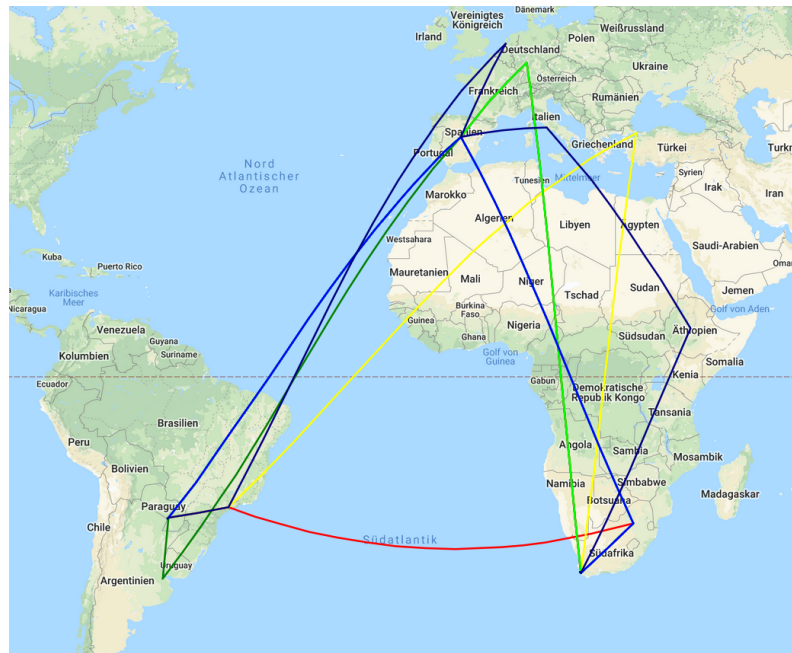 Dänemark
Vereinigtes
Königreich
Irland
Weißrussland
Polen
Deutschland
Ukraine
Österreich
Frankreich
Rumänien
Italien
Spanien
Portugal
Griechenland
Türkei
Turk
Nord
Atlantischer
Ozean
Tunesien
Mittelmeer
Syrien
Irak
Iran
Marokko
Algerien
Libyen
Ägypten
Westsahara
Saudi-Arabien
Kuba
Puerto Rico
Mauretanien
Mali
Niger
Tschad
Sudan
Oma
Jemen
Karibisches
Meer
Nicaragua
Burkina
Faso
Golf von Aden
Guinea
Nigeria
Venezuela
Äthiopien
Ghana
Südsudan
Guyana
Suriname
Kolumbien
Golf von
Guinea
Somalia
Ecuador
Gabun
Kenia
Demokratische
Republik Kongo
Tansania
Brasilien
Peru
Angola
Sambia
Mosambik
Bolivien
Namibia
Simbabwe
Madagaskar
Botsuana
Paraguay
Chile
Südatlantik
Südafrika
Uruguay
Argentinien